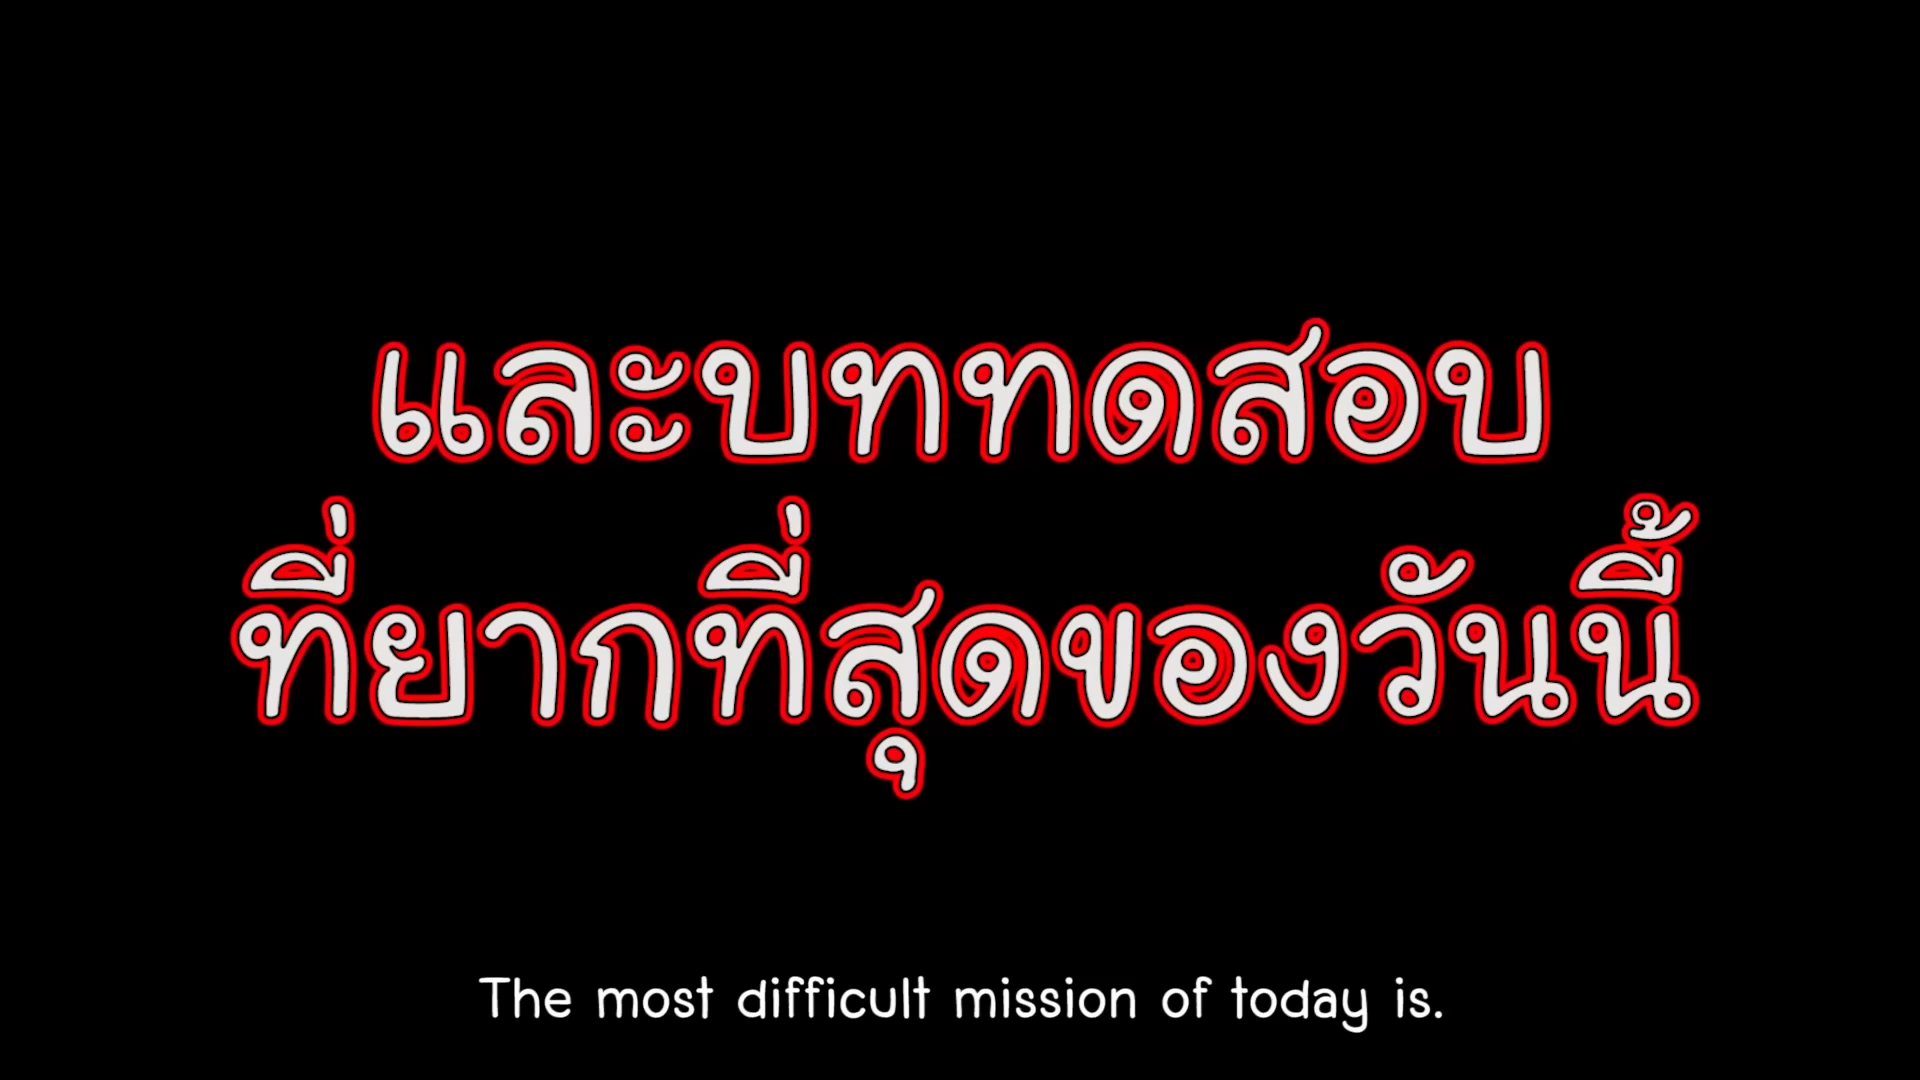 และบททดสอบ
ที่ยากที่สุดของวันนี้
The most difficult mission of today is.